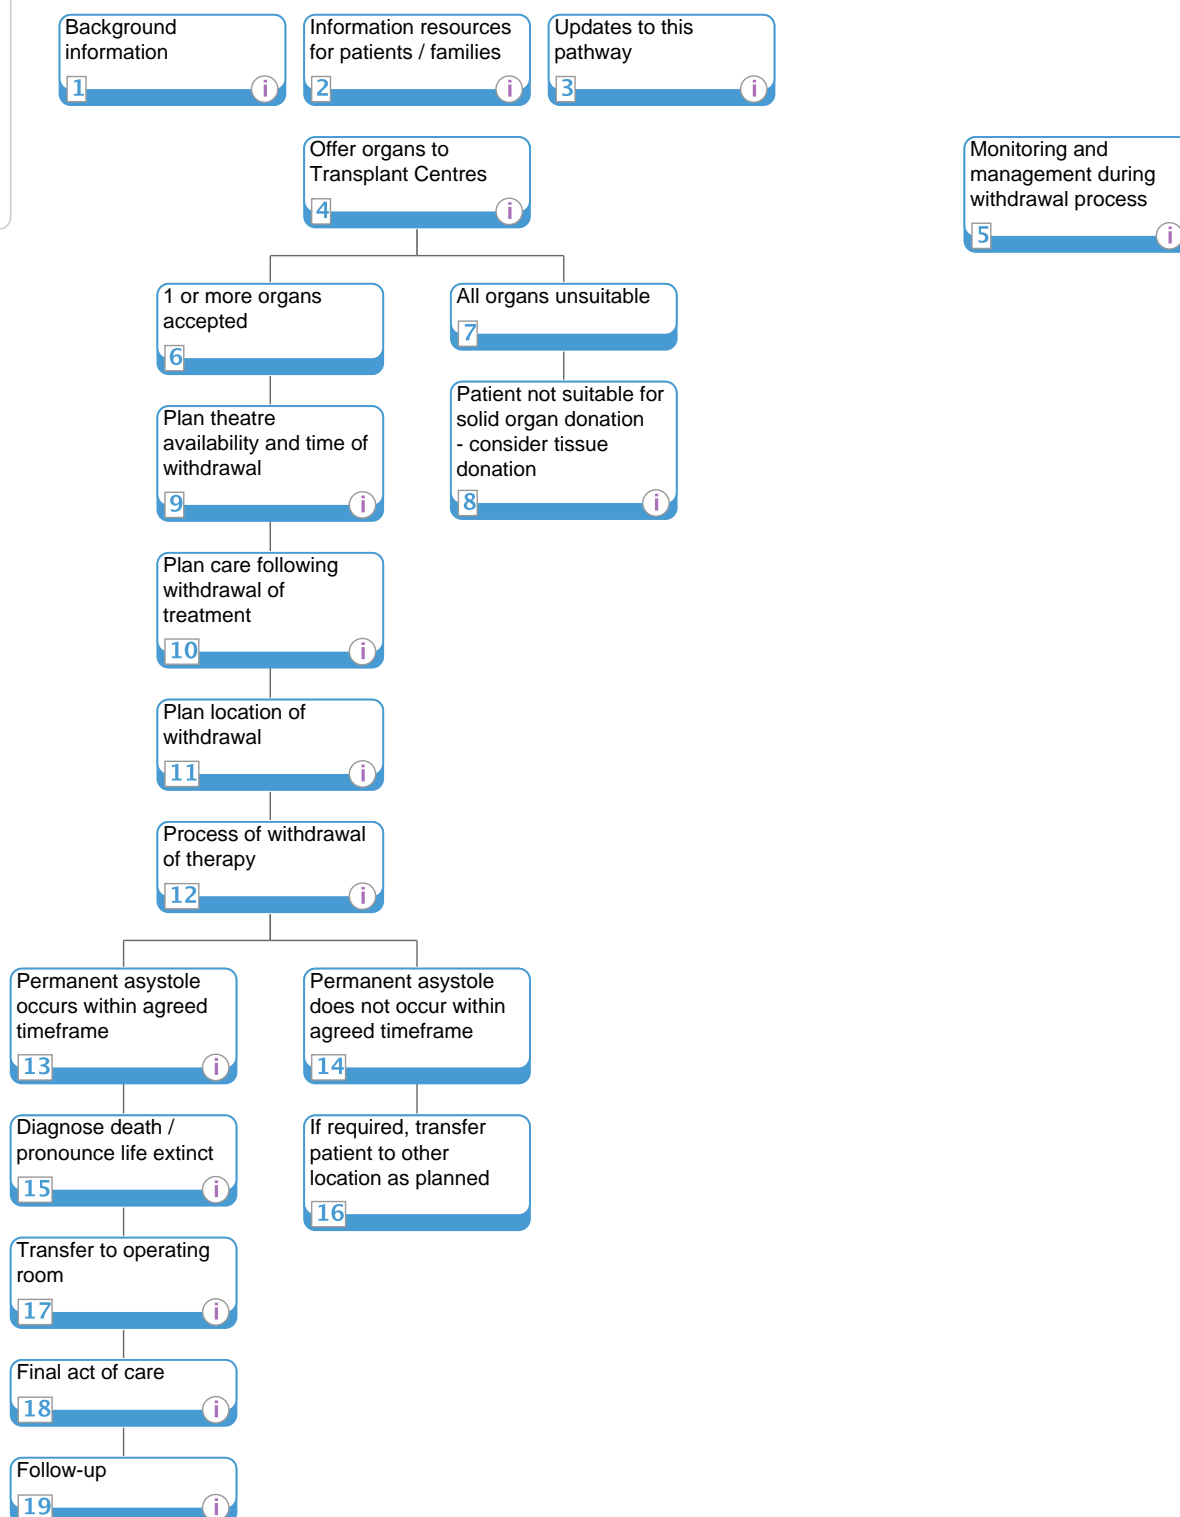 Background
information
1
i
Information resources
for patients / families
2
i
Updates to this
pathway
3
i
Offer organs to
Transplant Centres
4
i
Monitoring and
management during
withdrawal process
5
i
1 or more organs
accepted
6
All organs unsuitable
7
Patient not suitable for
solid organ donation
- consider tissue
donation
8
i
Plan theatre
availability and time of
withdrawal
9
i
Plan care following
withdrawal of
treatment
10
i
Plan location of
withdrawal
11
i
Process of withdrawal
of therapy
12
i
Permanent asystole
occurs within agreed
timeframe
13
i
Permanent asystole
does not occur within
agreed timeframe
14
Diagnose death /
pronounce life extinct
15
i
If required, transfer
patient to other
location as planned
16
Transfer to operating
room
17
i
Final act of care
18
i
Follow-up
19
i